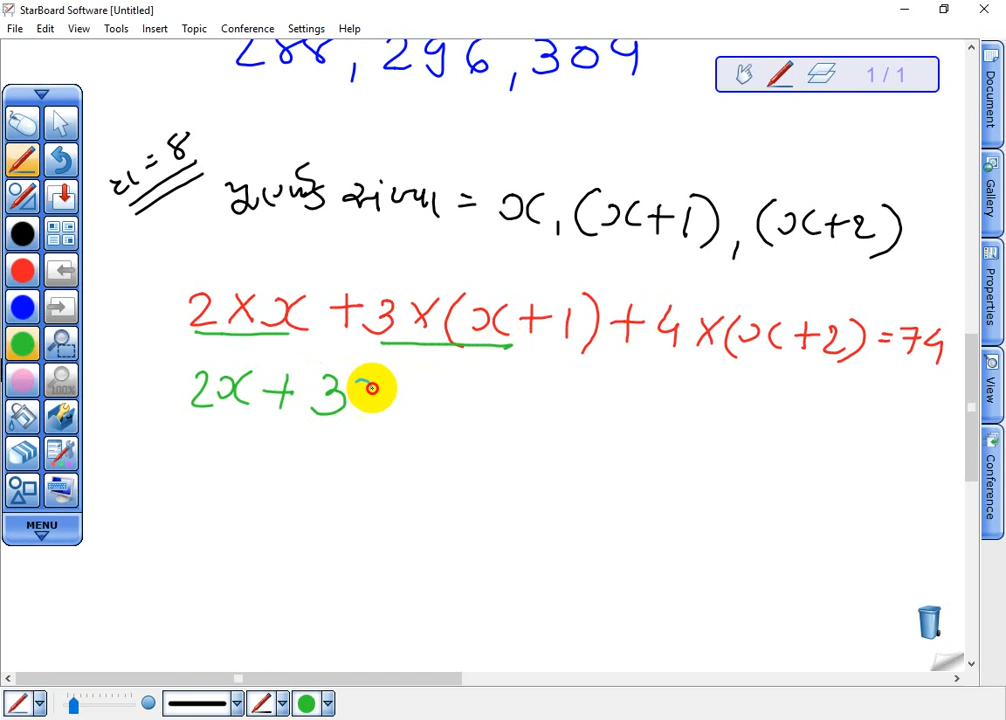 StarBoard Software [Untitled]
File Edit View Tools Insert Topic Conference Settings Help
288, 296, 304
1 / 1
= 8
= x, (x+1), (x+2)
2 × x + 3 × (x+1) + 4 × (x+2) = 74
2x + 3
MENU
100%
Document
Gallery
Properties
View
Conference